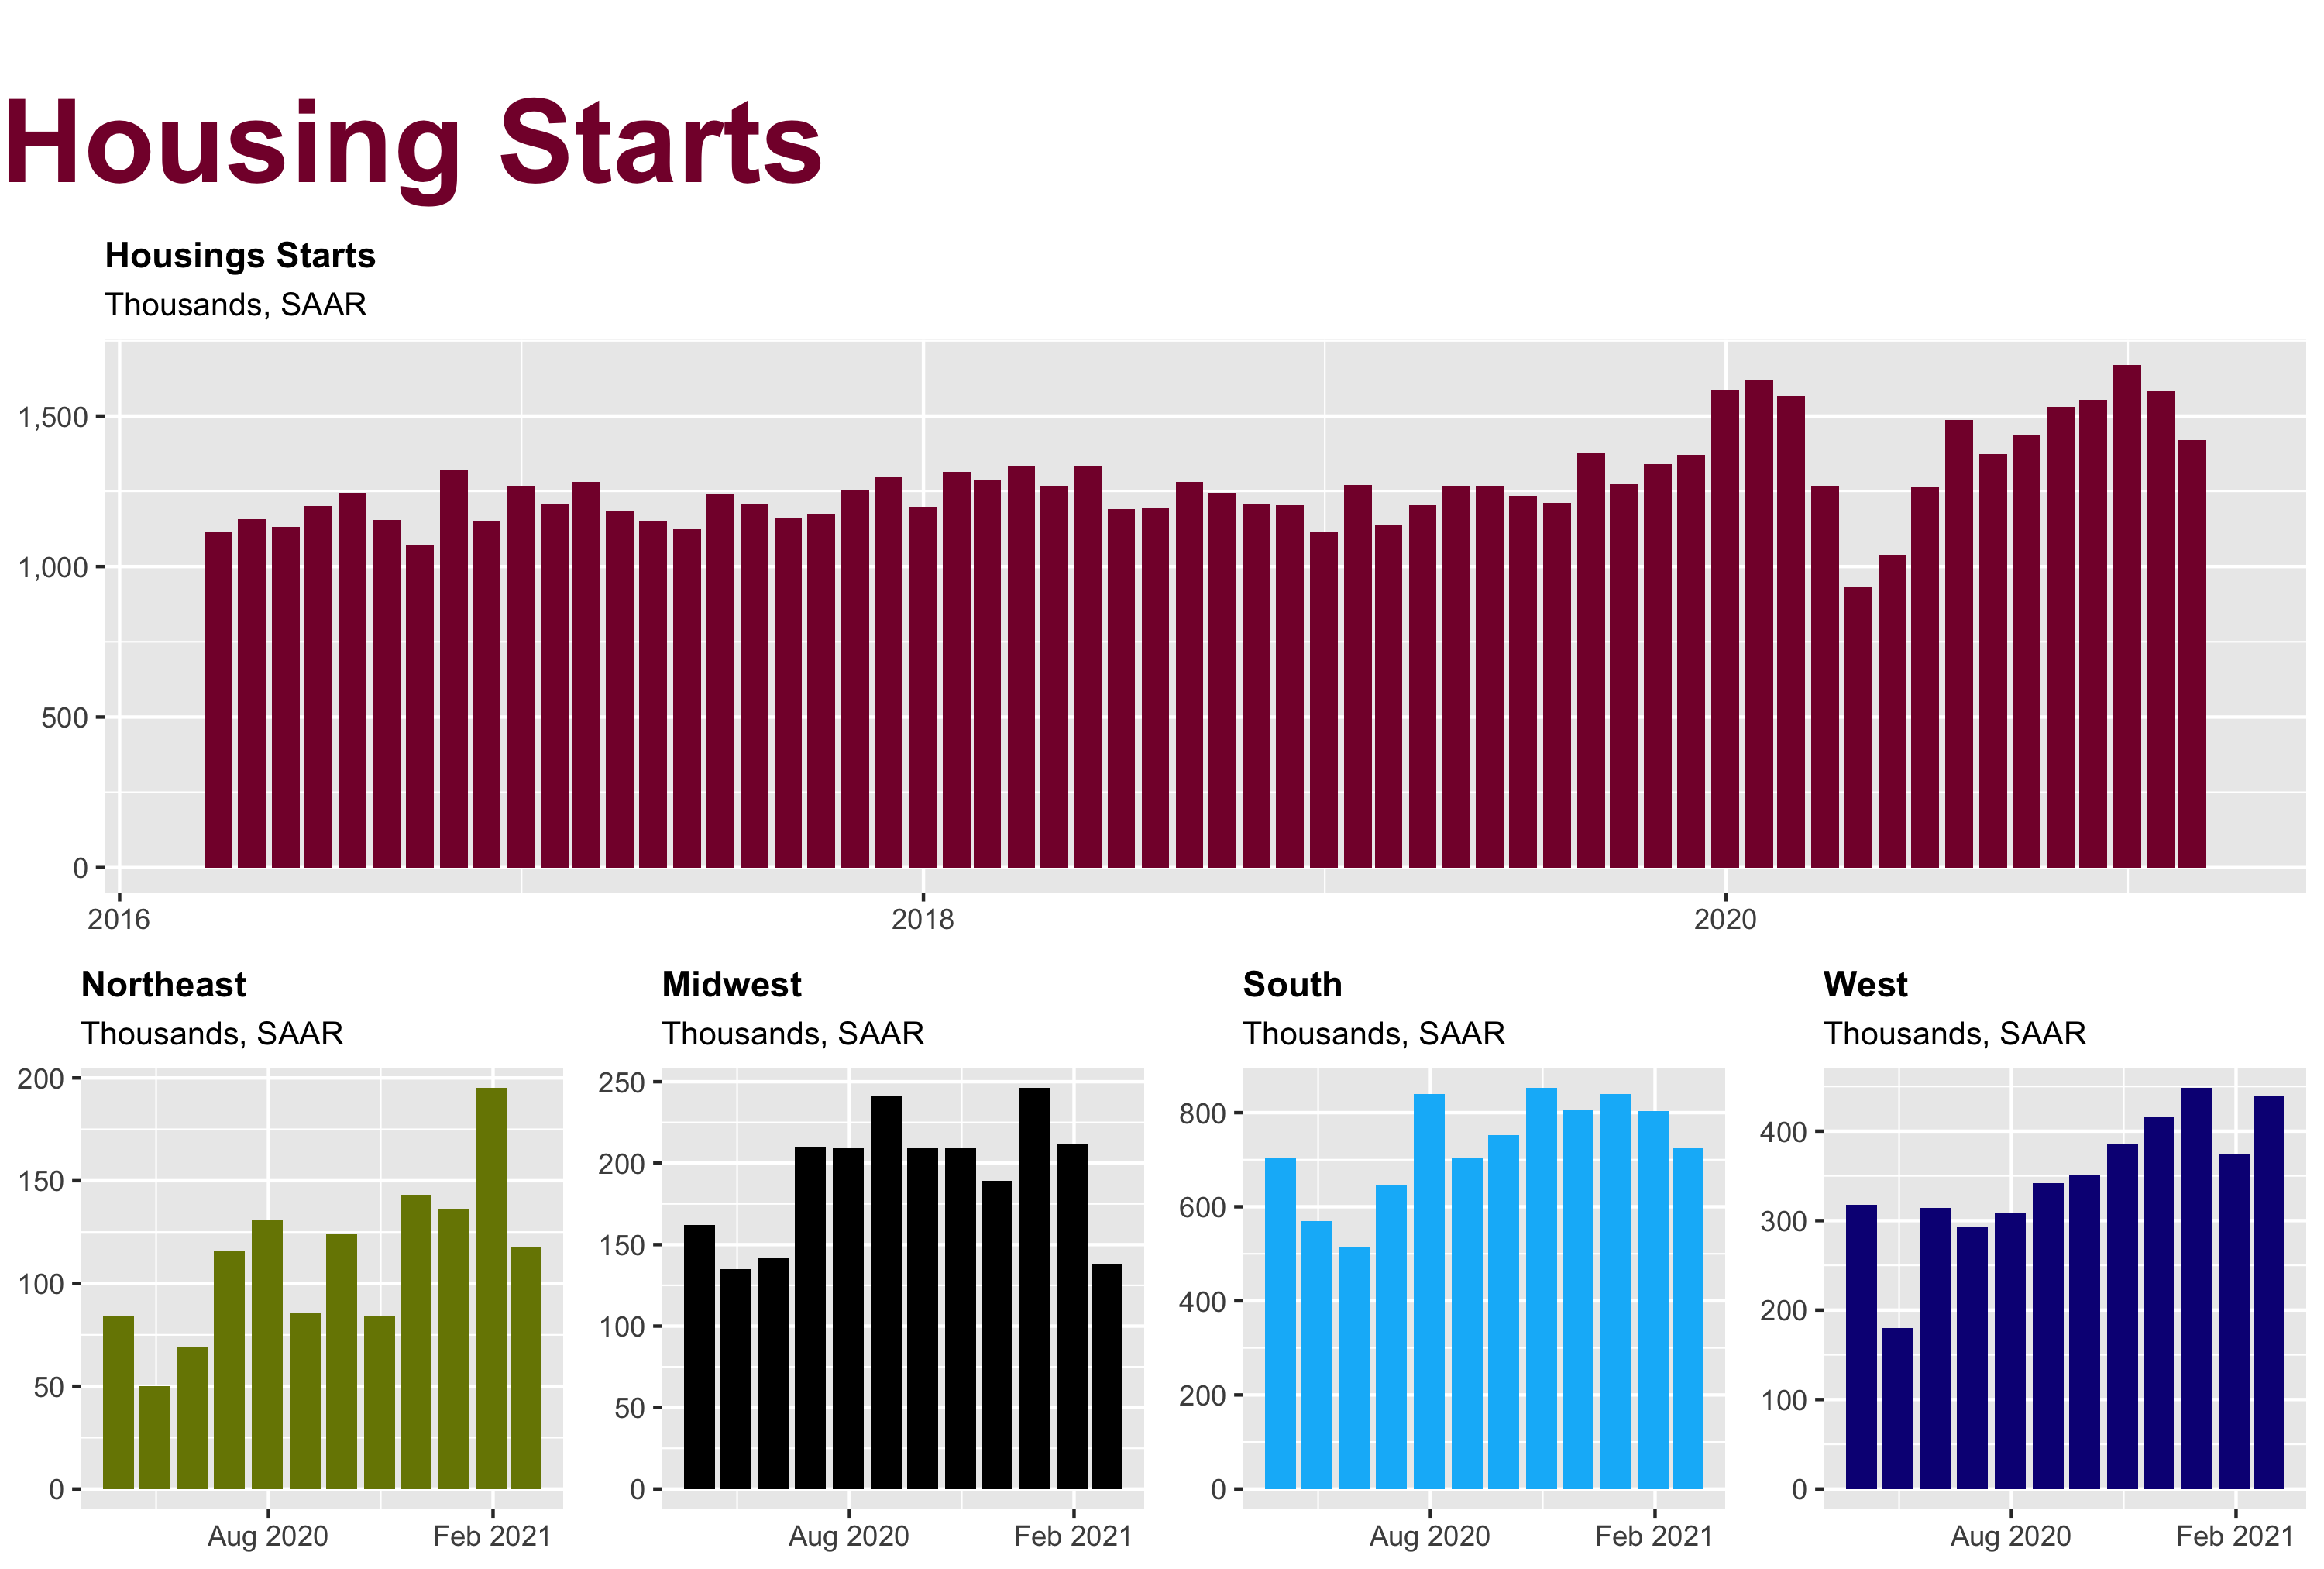 Housing Starts
Housings Starts
Thousands, SAAR
1,500
1,000
500
0
2016 2018 2020
Northeast Midwest South West
Thousands, SAAR Thousands, SAAR Thousands, SAAR Thousands, SAAR
200
150
100
50
0
Aug 2020 Feb 2021
250
200
150
100
50
0
Aug 2020 Feb 2021
800
600
400
200
0
Aug 2020 Feb 2021
400
300
200
100
0
Aug 2020 Feb 2021